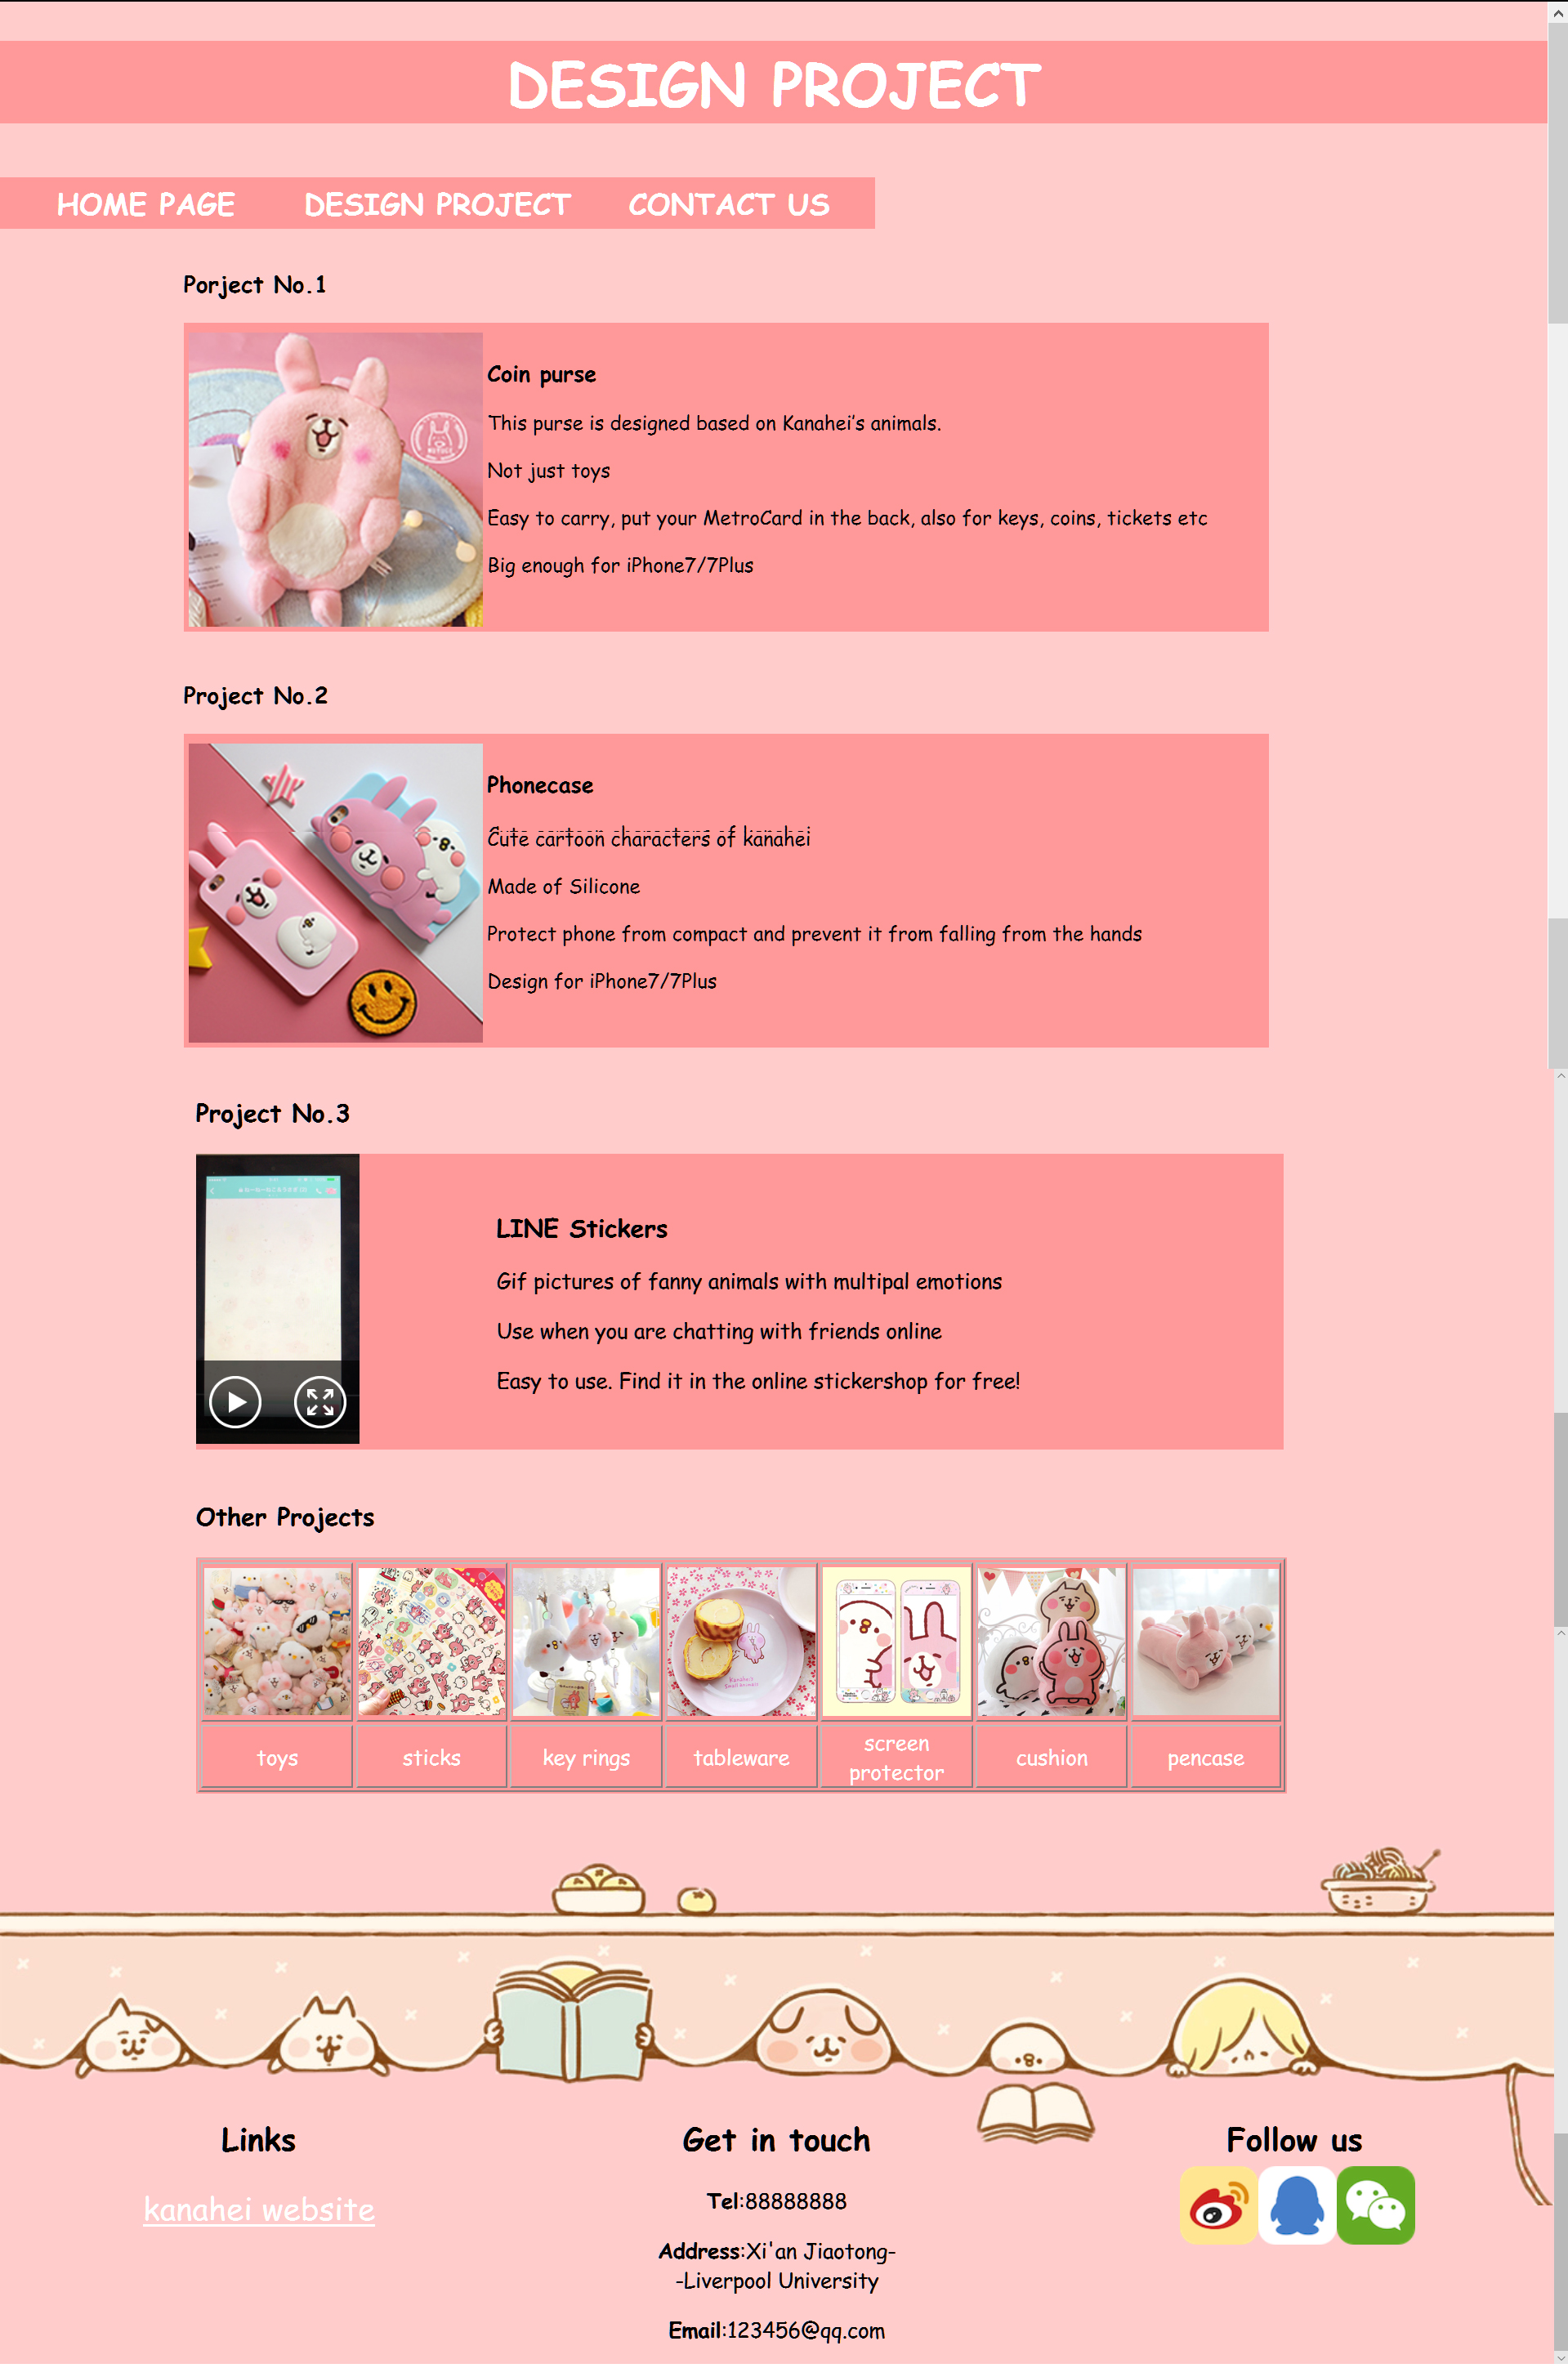 DESIGN PROJECT
HOME PAGE DESIGN PROJECT CONTACT US
Porject No.1
Coin purse
This purse is designed based on Kanahei's animals.
Not just toys
Easy to carry, put your MetroCard in the back, also for keys, coins, tickets etc
Big enough for iPhone7/7Plus
Project No.2
Phonecase
Cute cartoon characters of kanahei
Made of Silicone
Protect phone from compact and prevent it from falling from the hands
Design for iPhone7/7Plus
Project No.3
LINE Stickers
Gif pictures of fanny animals with multipal emotions
Use when you are chatting with friends online
Easy to use. Find it in the online stickershop for free!
Other Projects
toys sticks key rings tableware screen protector cushion pencase
Links
kanahei website
Get in touch
Tel:88888888
Address:Xi'an Jiaotong-
-Liverpool University
Email:123456@qq.com
Follow us